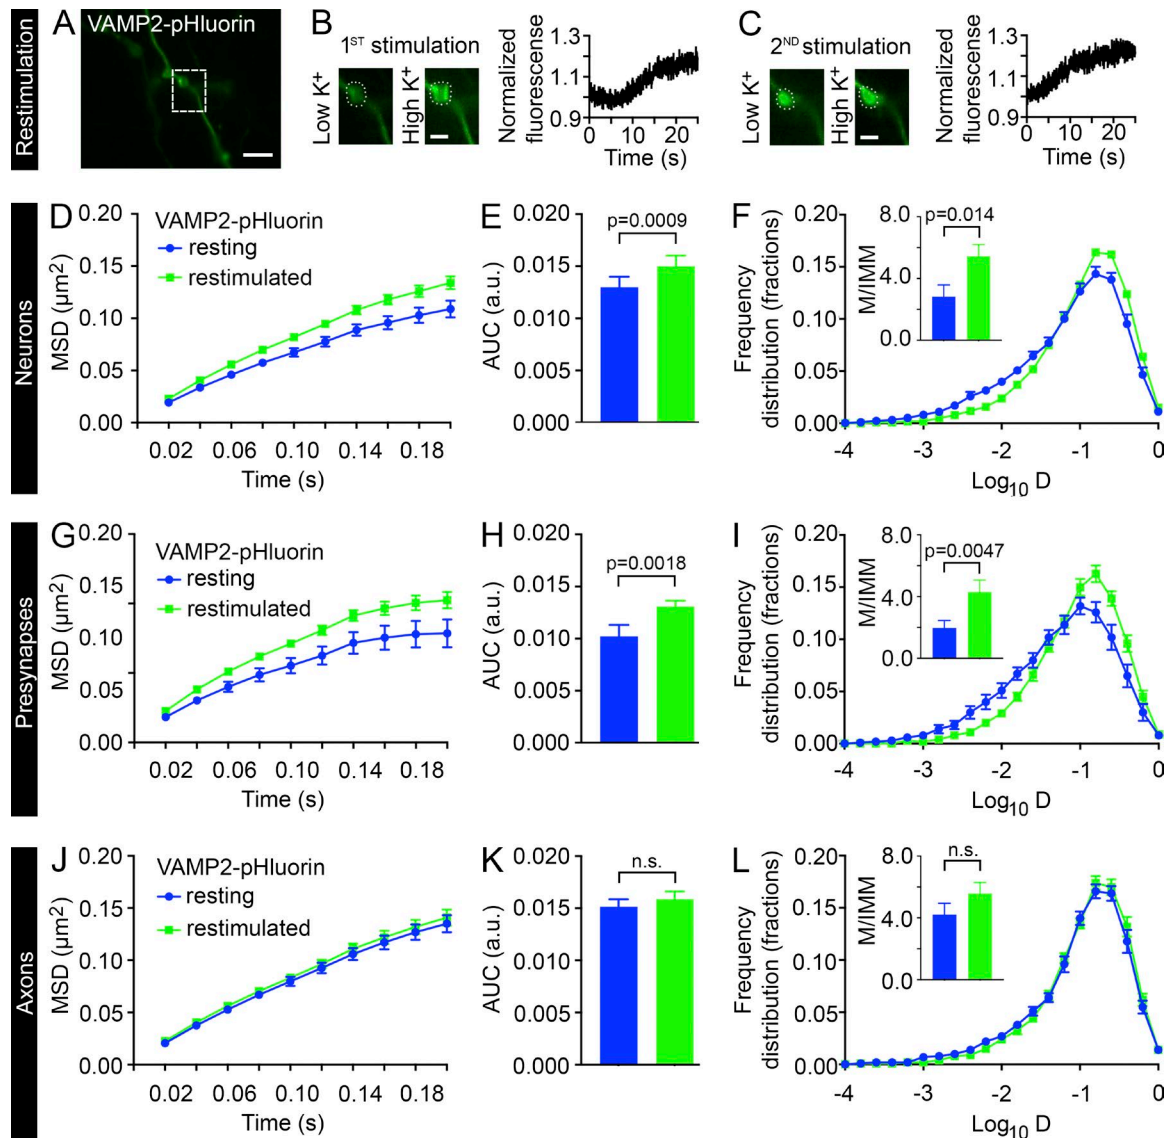 Restimulation
A
VAMP2-pHluorin
B
1ST stimulation
Low K+
High K+
Normalized
fluorescense
1.3
1.1
0.9
0 10 20
Time (s)
C
2ND stimulation
Low K+
High K+
Normalized
fluorescense
1.3
1.1
0.9
0 10 20
Time (s)
Neurons
D
VAMP2-pHluorin
resting
restimulated
MSD (µm2)
0.20
0.15
0.10
0.05
0.00
0.02 0.06 0.10 0.14 0.18
Time (s)
E
p=0.0009
AUC (a.u.)
0.020
0.015
0.010
0.005
0.000
F
Frequency
distribution (fractions)
0.20
0.15
0.10
0.05
0.00
-4 -3 -2 -1 0
Log10 D
M/IMM
8.0
4.0
0.0
p=0.014
Presynapses
G
VAMP2-pHluorin
resting
restimulated
MSD (µm2)
0.20
0.15
0.10
0.05
0.00
0.02 0.06 0.10 0.14 0.18
Time (s)
H
p=0.0018
AUC (a.u.)
0.020
0.015
0.010
0.005
0.000
I
Frequency
distribution (fractions)
0.20
0.15
0.10
0.05
0.00
-4 -3 -2 -1 0
Log10 D
M/IMM
8.0
4.0
0.0
p=0.0047
Axons
J
VAMP2-pHluorin
resting
restimulated
MSD (µm2)
0.20
0.15
0.10
0.05
0.00
0.02 0.06 0.10 0.14 0.18
Time (s)
K
n.s.
AUC (a.u.)
0.020
0.015
0.010
0.005
0.000
L
Frequency
distribution (fractions)
0.20
0.15
0.10
0.05
0.00
-4 -3 -2 -1 0
Log10 D
M/IMM
8.0
4.0
0.0
n.s.